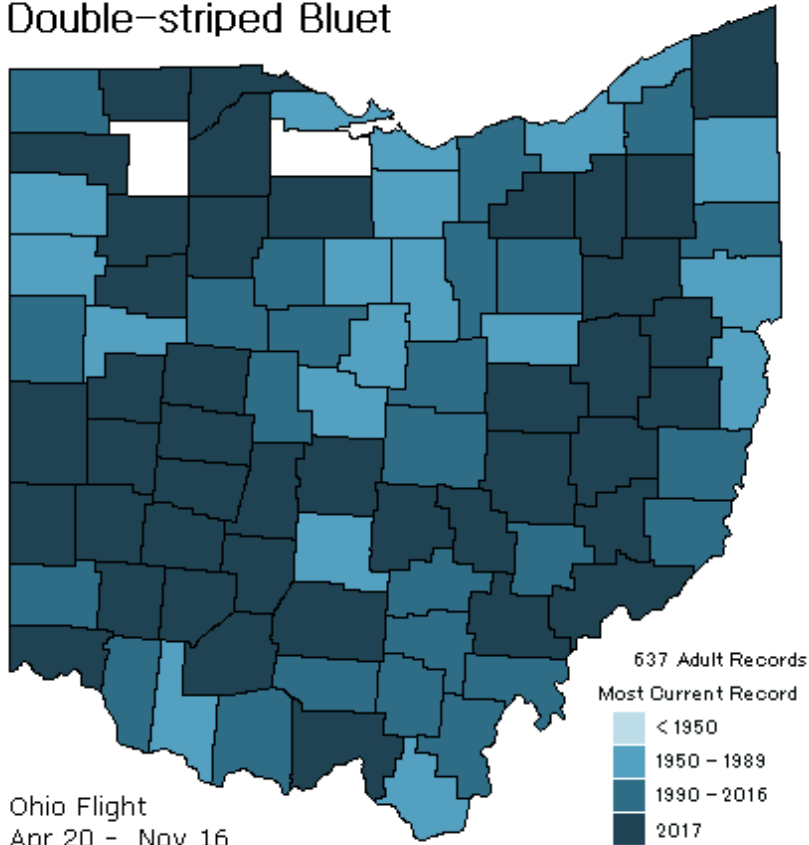 Double-striped Bluet
637 Adult Records
Most Current Record
< 1950
1950 - 1989
1990 - 2016
2017
Ohio Flight
Apr 20 - Nov 16